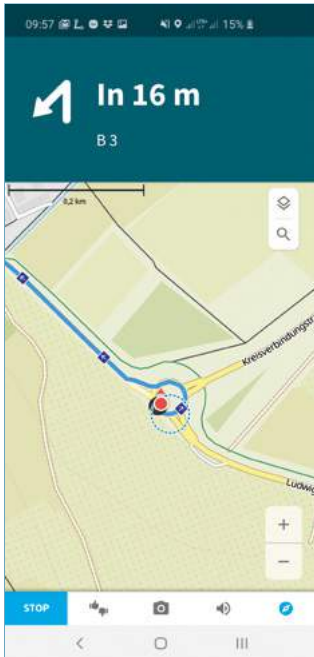 09:57 15%
In 16 m
B 3
0,2 km
Kreisverbindungstr
Ludwig
STOP